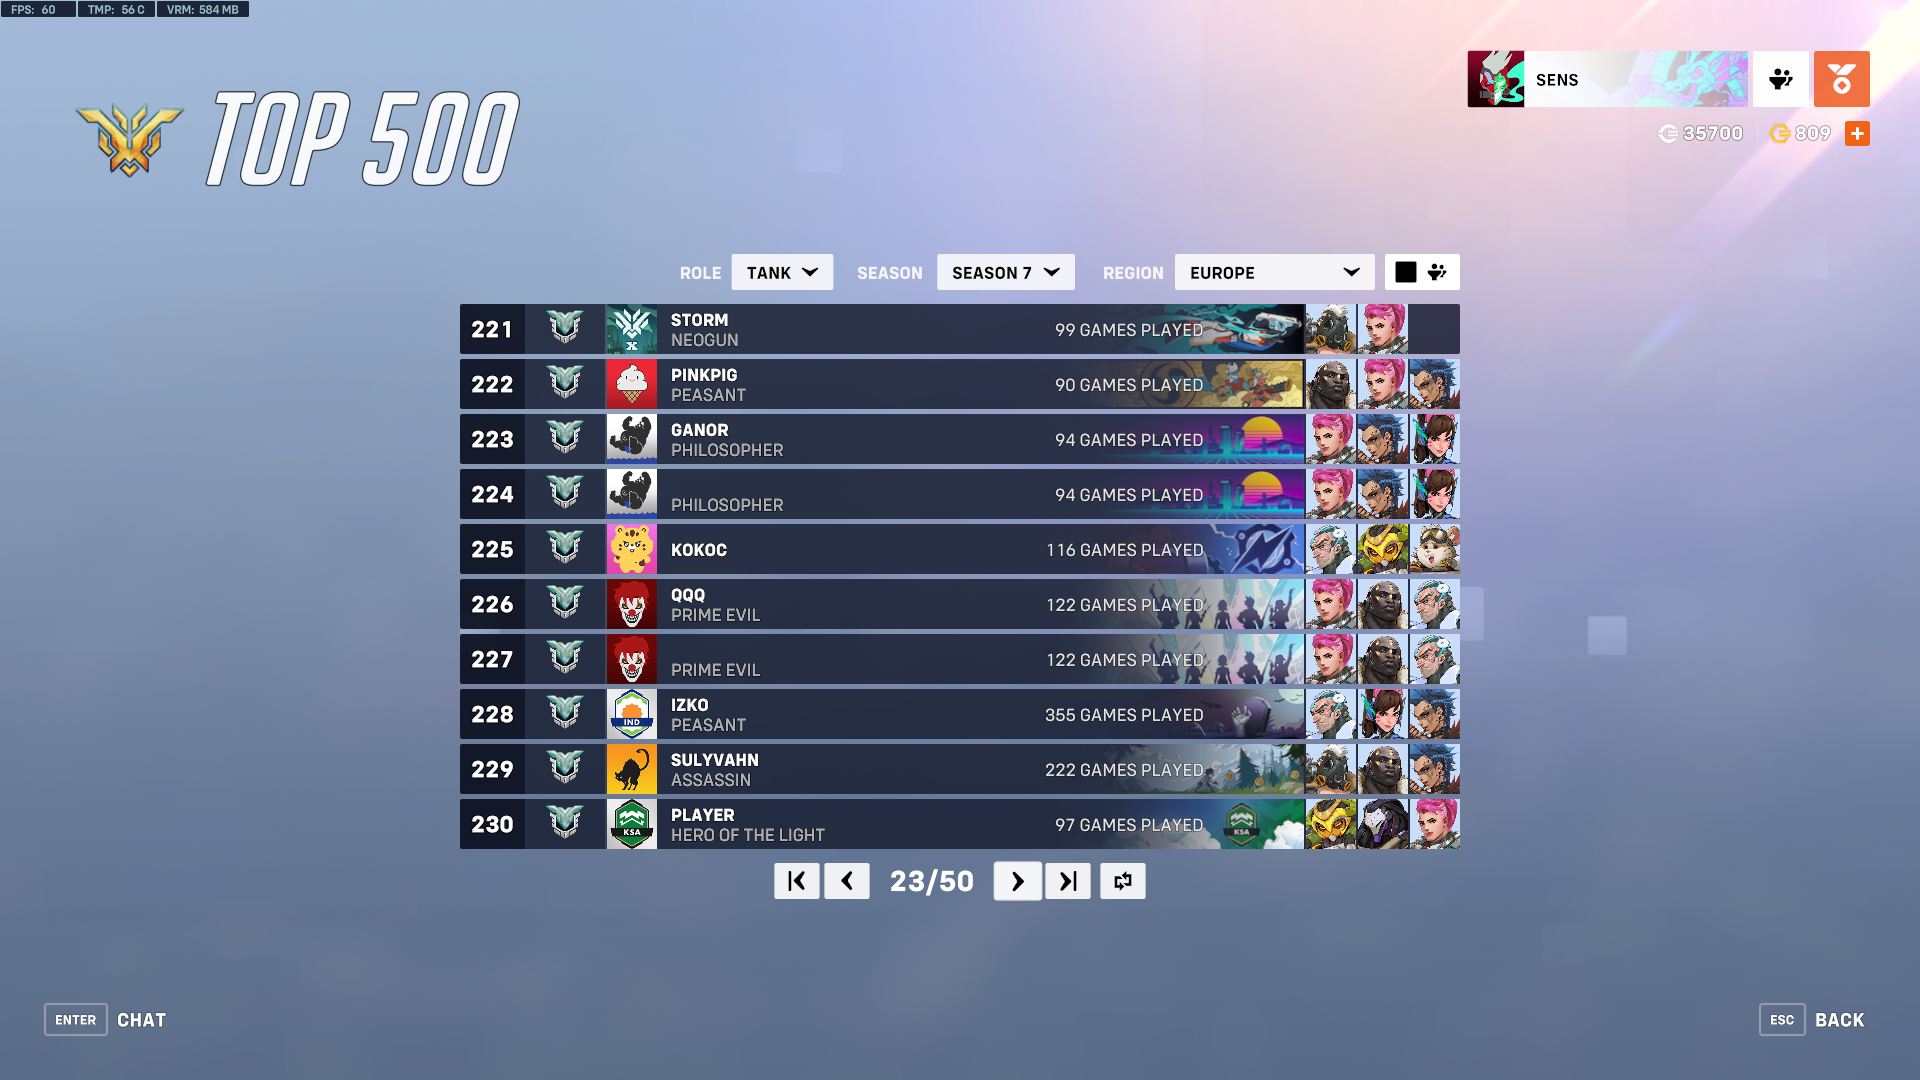 FPS: 60 TMP: 56 C VRM: 584 MB
TOP 500
SENS
35700 809
ROLE TANK SEASON SEASON 7 REGION EUROPE
221 X STORM NEOGUN 99 GAMES PLAYED
222 PINKPIG PEASANT 90 GAMES PLAYED
223 GANOR PHILOSOPHER 94 GAMES PLAYED
224 PHILOSOPHER 94 GAMES PLAYED
225 KOKOC 116 GAMES PLAYED
226 QQQ PRIME EVIL 122 GAMES PLAYED
227 PRIME EVIL 122 GAMES PLAYED
228 IND IZKO PEASANT 355 GAMES PLAYED
229 SULYVAHN ASSASSIN 222 GAMES PLAYED
230 KSA PLAYER HERO OF THE LIGHT 97 GAMES PLAYED KSA
23/50
ENTER CHAT
ESC BACK